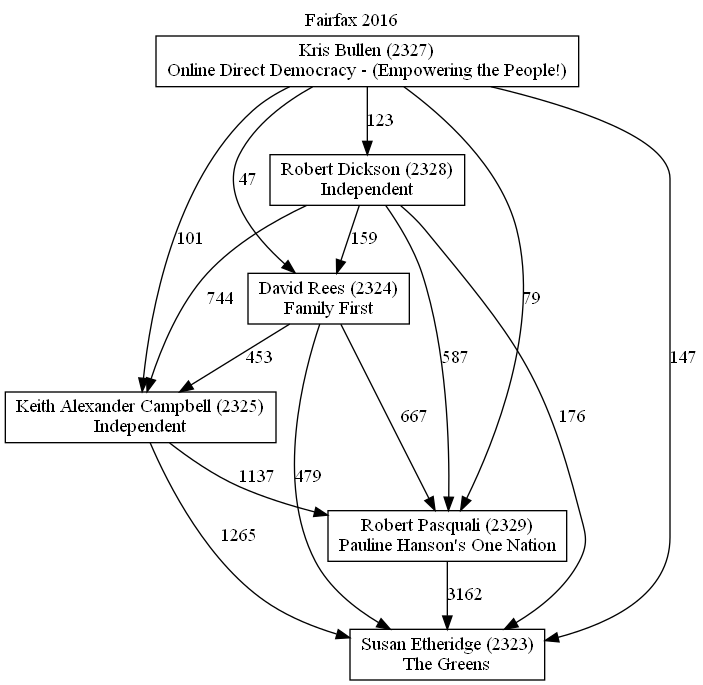 Fairfax 2016
Kris Bullen (2327)
Online Direct Democracy - (Empowering the People!)
123
Robert Dickson (2328)
Independent
47
101
159
744
David Rees (2324)
Family First
79
147
453
587
Keith Alexander Campbell (2325)
Independent
667
176
1137
479
1265
Robert Pasquali (2329)
Pauline Hanson's One Nation
3162
Susan Etheridge (2323)
The Greens